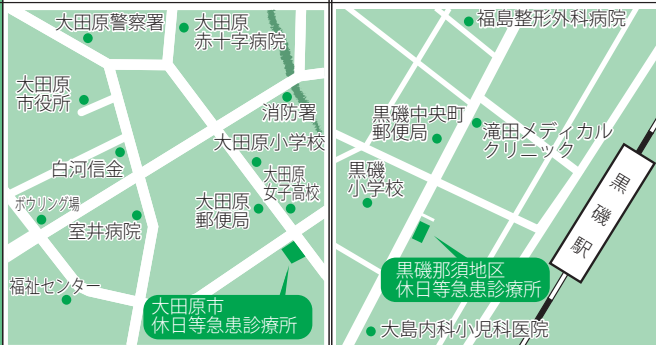 大田原警察署
大田原
赤十字病院
大田原
市役所
消防署
大田原小学校
白河信金
大田原
女子高校
ボウリング場
大田原
郵便局
室井病院
福祉センター
大田原市
休日等急患診療所
福島整形外科病院
黒磯中央町
郵便局
滝田メディカル
クリニック
黒磯
小学校
黒磯駅
黒磯那須地区
休日等急患診療所
大島内科小児科医院